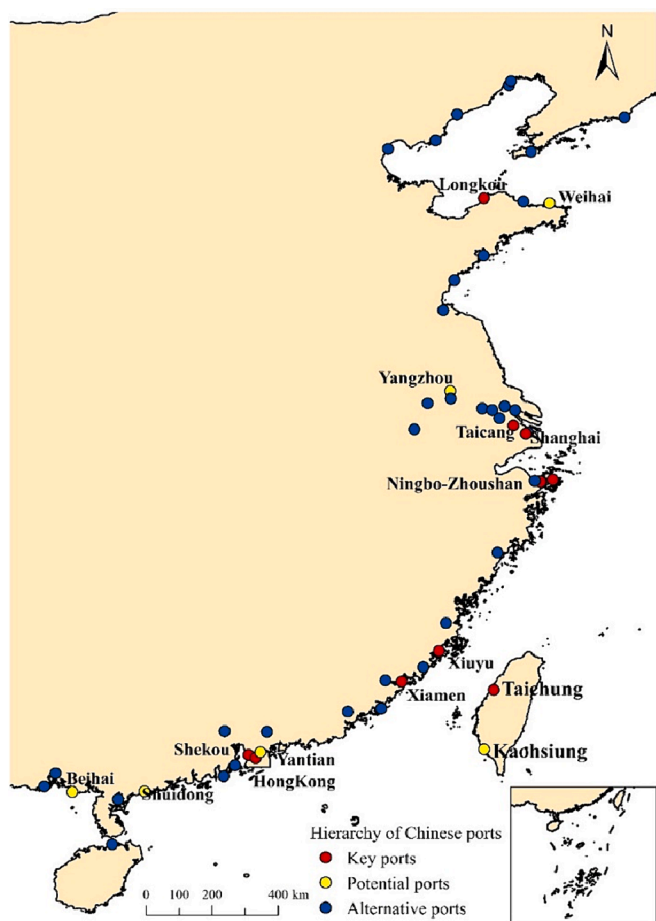 N
Longkou
Weihai
Yangzhou
Taicang
Shanghai
Ningbo-Zhoushan
Xiuyu
Xiamen
Taichung
Shekou
Yantian
Kaohsiung
Beihai
HongKong
Shuidong
Hierarchy of Chinese ports
Key ports
Potential ports
Alternative ports
0 100 200 400 km